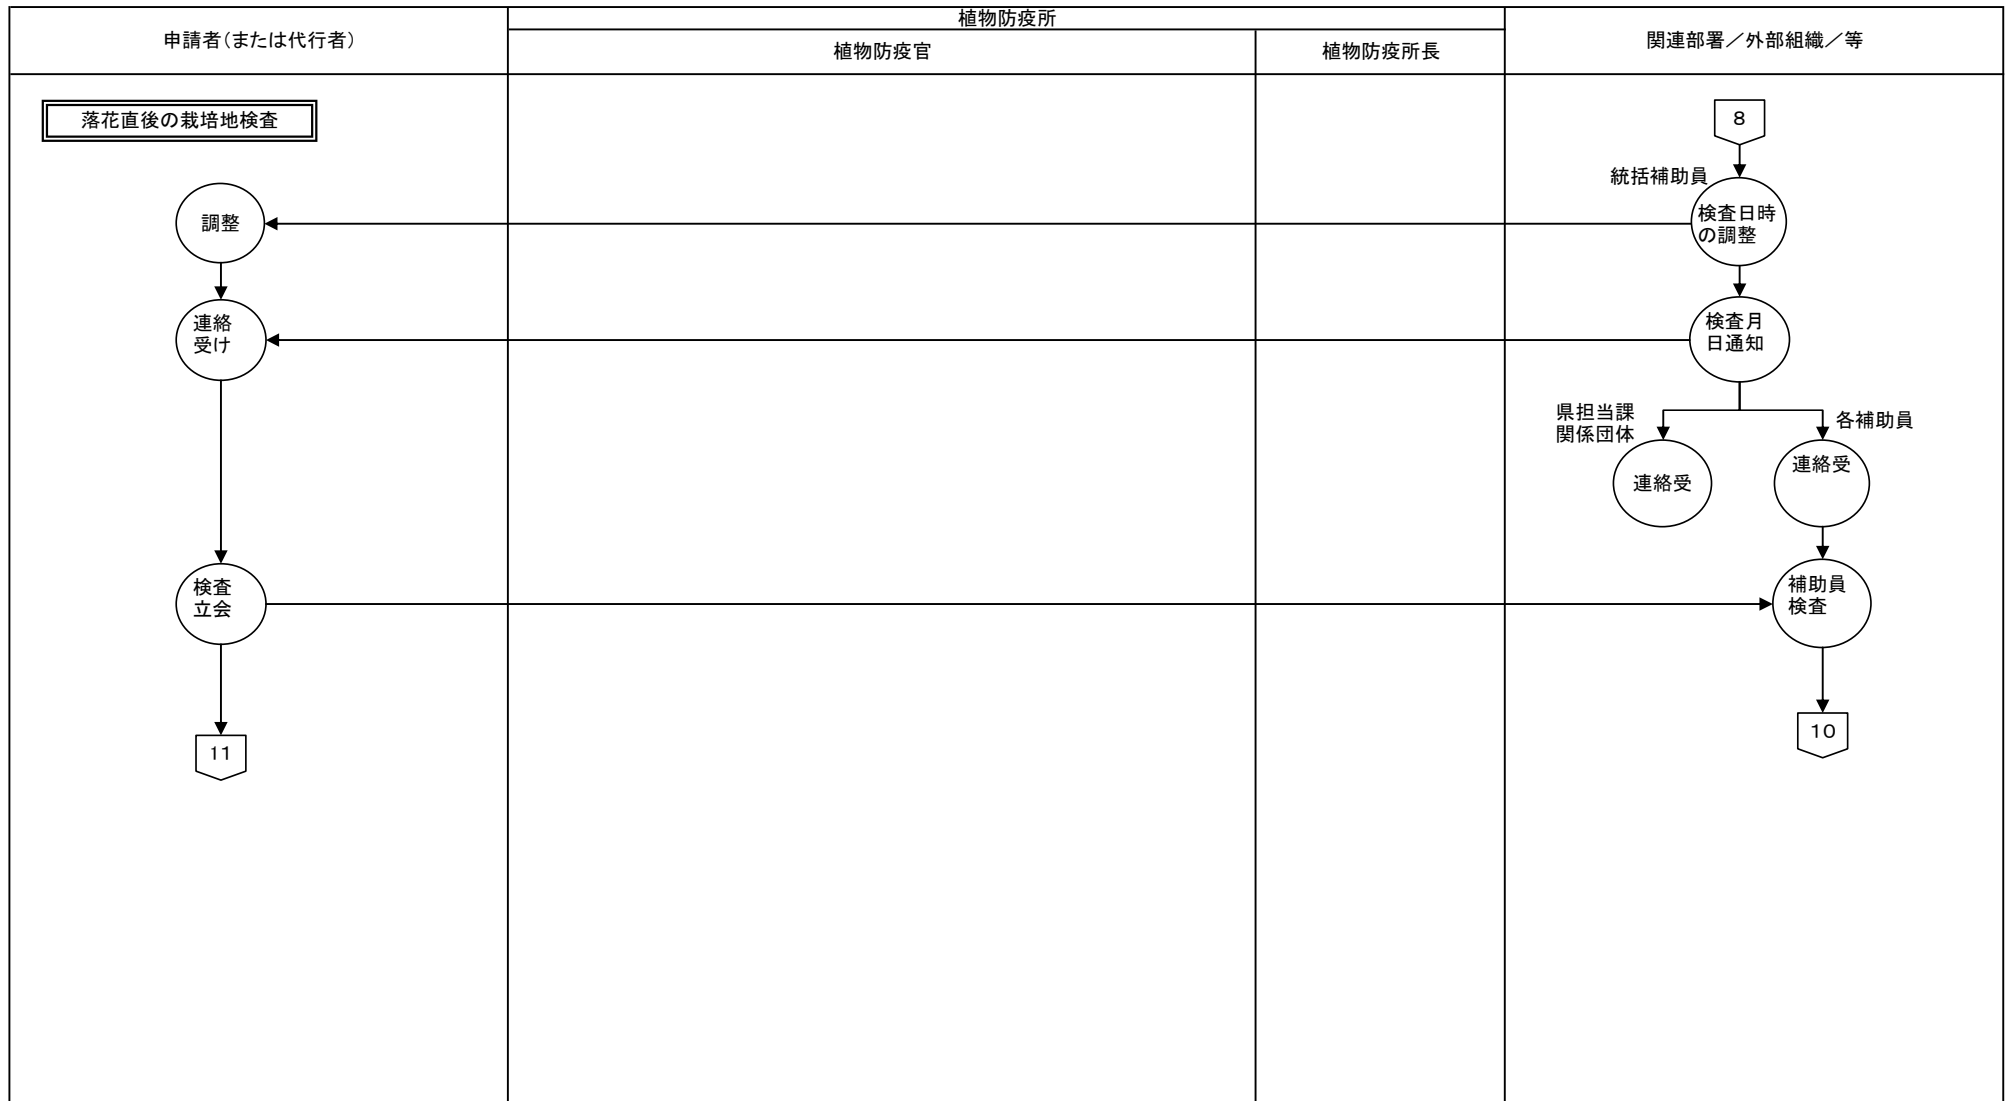 申請者（または代行者）
植物防疫所
植物防疫官
植物防疫所長
関連部署／外部組織／等
落花直後の栽培地検査
8
統括補助員
調整
検査日時
の調整
連絡
受け
検査月
日通知
県担当課
関係団体
各補助員
連絡受
連絡受
検査
立会
補助員
検査
11
10